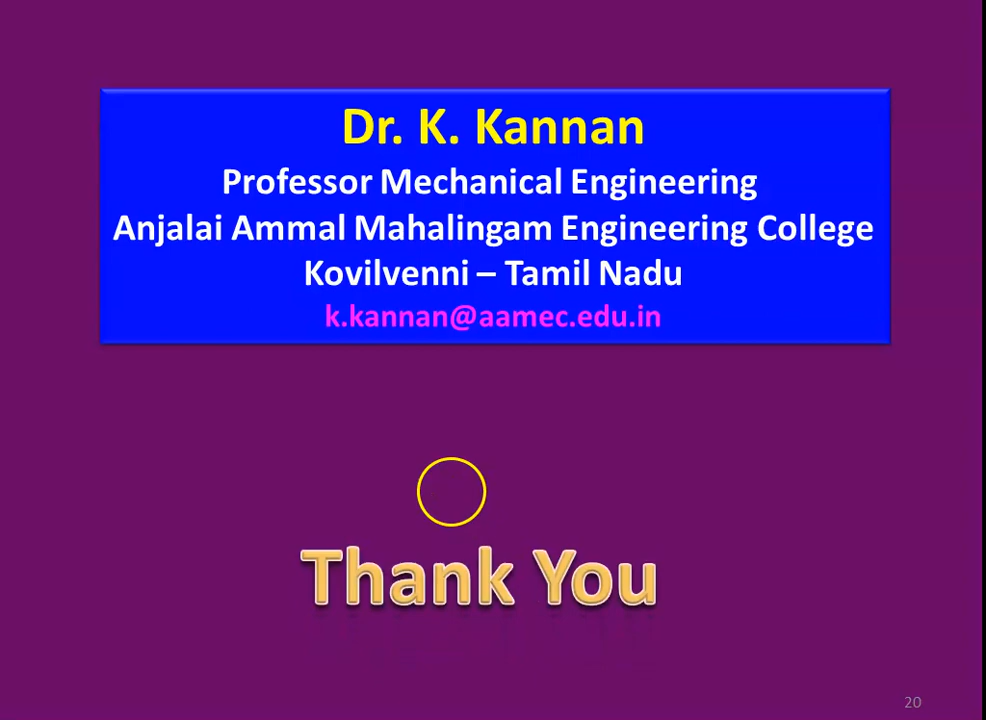 Dr. K. Kannan
Professor Mechanical Engineering
Anjalai Ammal Mahalingam Engineering College
Kovilvenni – Tamil Nadu
k.kannan@aamec.edu.in
Thank You
20